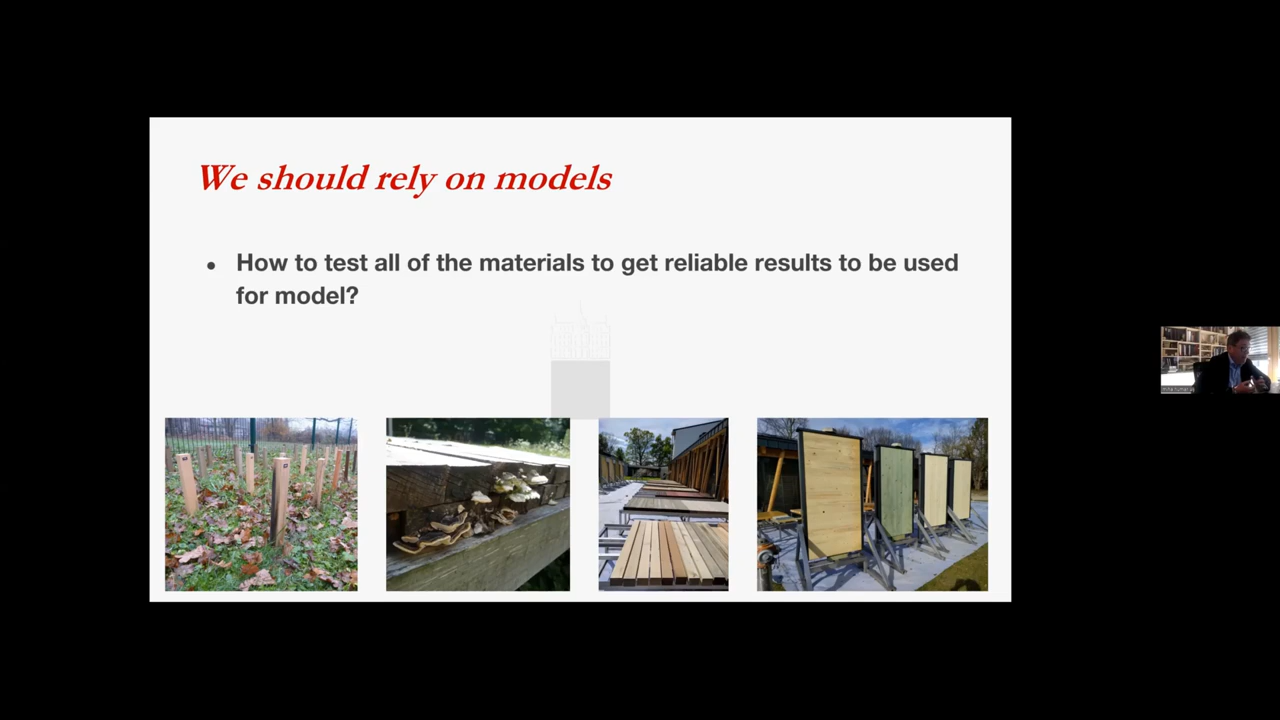 We should rely on models
• How to test all of the materials to get reliable results to be used
for model?